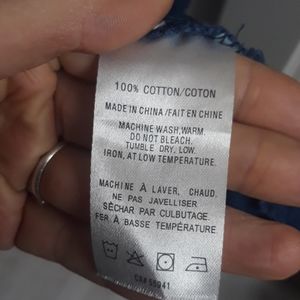 100% COTTON/COTON
MADE IN CHINA/FAIT EN CHINE
MACHINE WASH,WARM
DO NOT BLEACH.
TUMBLE DRY, LOW.
IRON, AT LOW TEMPERATURE.
MACHINE À LAVER, CHAUD.
NE PAS JAVELLISER
SÉCHAR PAR CULBUTAGE.
FER À BASSE TEMPÉRATURE.